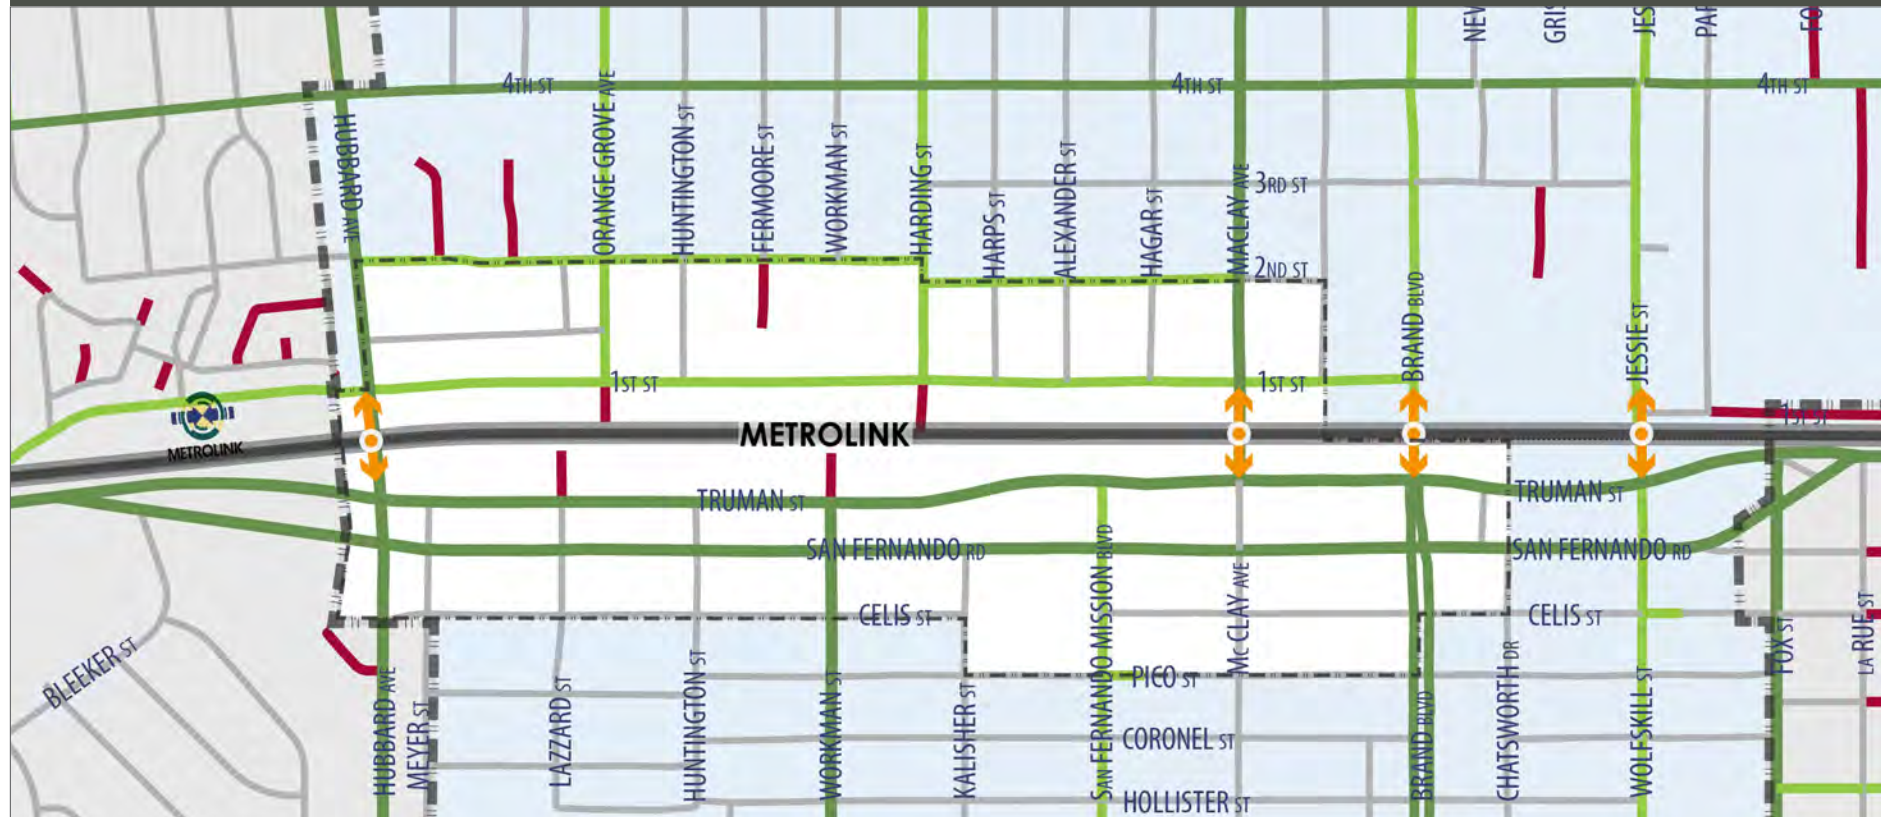 4TH ST
4TH ST
4TH ST
HUBBARD AVE
ORANGE GROVE AVE
HUNTINGTON ST
FERMOORE ST
WORKMAN ST
HARDING ST
HARPS ST
ALEXANDER ST
HAGAR ST
MACLAY AVE
3RD ST
2ND ST
BRAND BLVD
JESSIE ST
1ST ST
1ST ST
1ST ST
METROLINK
METROLINK
TRUMAN ST
TRUMAN ST
SAN FERNANDO RD
SAN FERNANDO RD
CELIS ST
CELIS ST
BLEEKER ST
HUBBARD AVE
MEYER ST
LAZZARD ST
HUNTINGTON ST
WORKMAN ST
KALISHER ST
SAN FERNANDO MISSION BLVD
MCCLAY AVE
PICO ST
CORONEL ST
HOLLISTER ST
BRAND BLVD
CHATSWORTH DR
WOLFSKILL ST
FOX ST
LA RUE ST